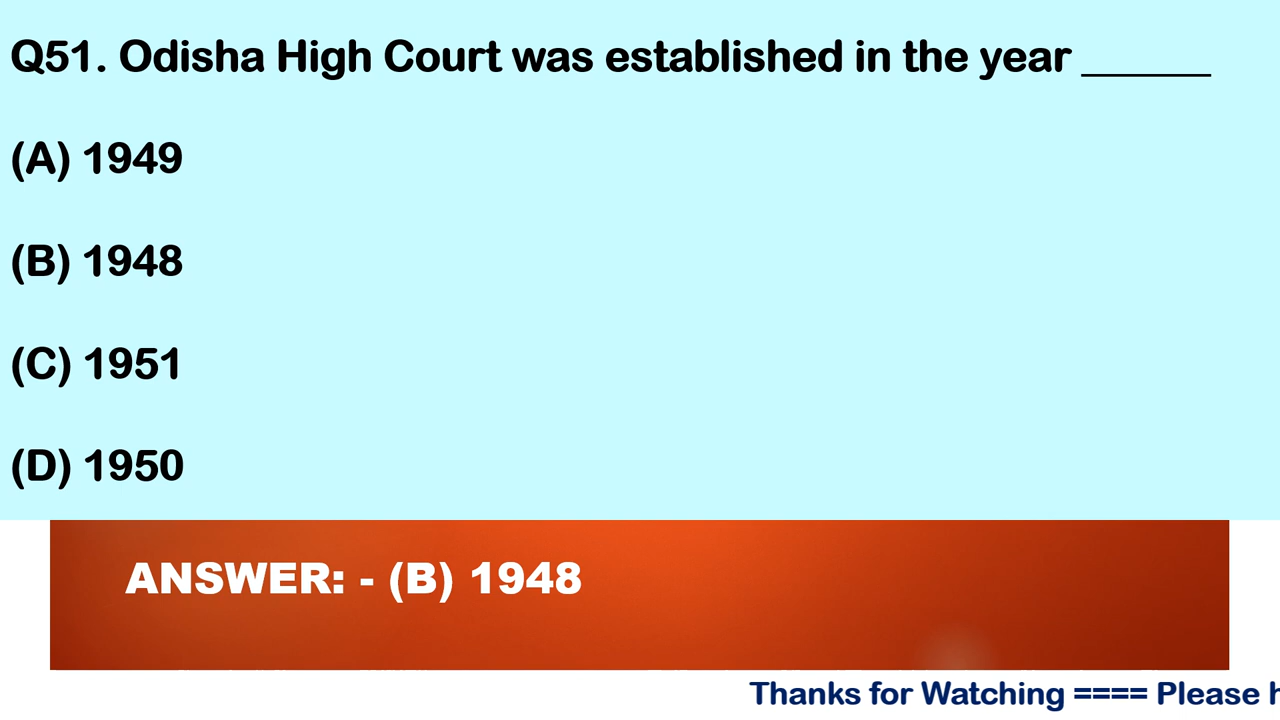 Q51. Odisha High Court was established in the year ______
(A) 1949
(B) 1948
(C) 1951
(D) 1950
ANSWER: - (B) 1948
Thanks for Watching ==== Please h